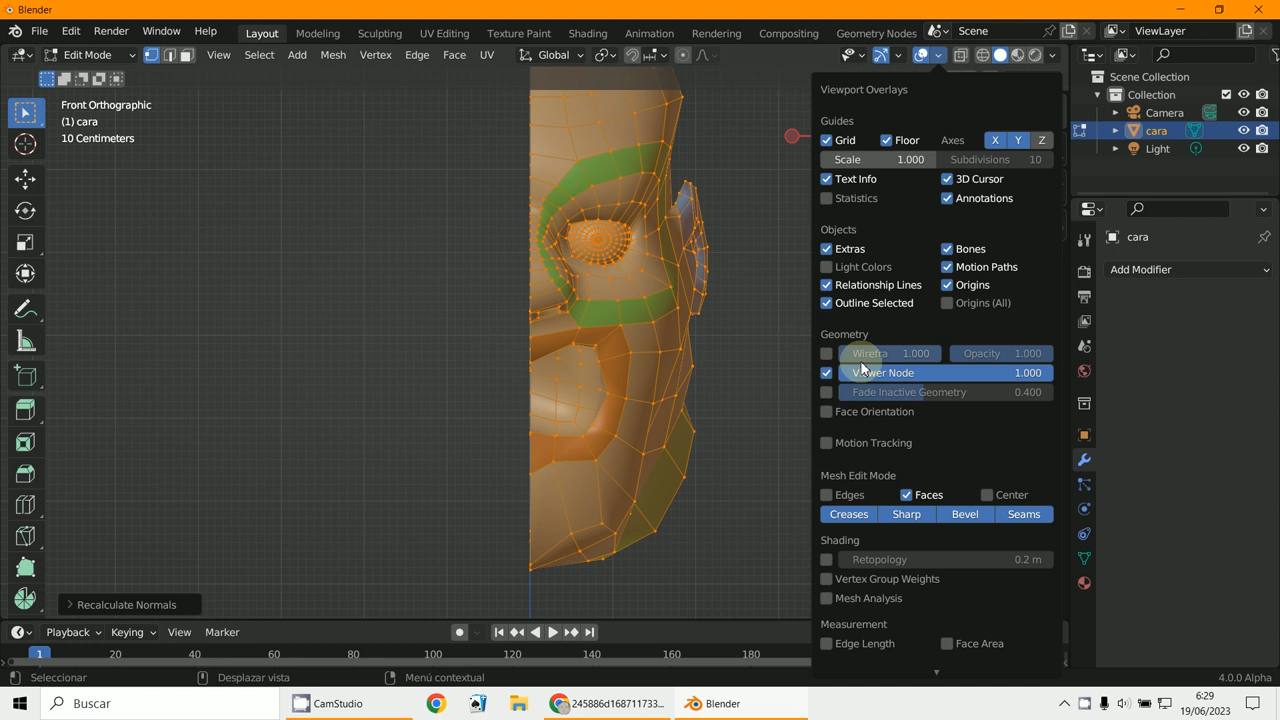 Blender
File Edit Render Window Help Layout Modeling Sculpting UV Editing Texture Paint Shading Animation Rendering Compositing Geometry Nodes Scene ViewLayer
Edit Mode View Select Add Mesh Vertex Edge Face UV Global
Front Orthographic
(1) cara
10 Centimeters
Recalculate Normals
Viewport Overlays
Guides
Grid Floor Axes X Y Z
Scale 1.000 Subdivisions 10
Text Info 3D Cursor
Statistics Annotations
Objects
Extras Bones
Light Colors Motion Paths
Relationship Lines Origins
Outline Selected Origins (All)
Geometry
Wirefra 1.000 Opacity 1.000
Viewer Node 1.000
Fade Inactive Geometry 0.400
Face Orientation
Motion Tracking
Mesh Edit Mode
Edges Faces Center
Creases Sharp Bevel Seams
Shading
Retopology 0.2 m
Vertex Group Weights
Mesh Analysis
Measurement
Edge Length Face Area
Scene Collection
Collection
Camera
cara
Light
cara
Add Modifier
Playback Keying View Marker
1 20 40 60 80 100 120 140 160 180
Seleccionar Desplazar vista Menú contextual 4.0.0 Alpha
Buscar CamStudio 245886d168711733... Blender 6:29
19/06/2023